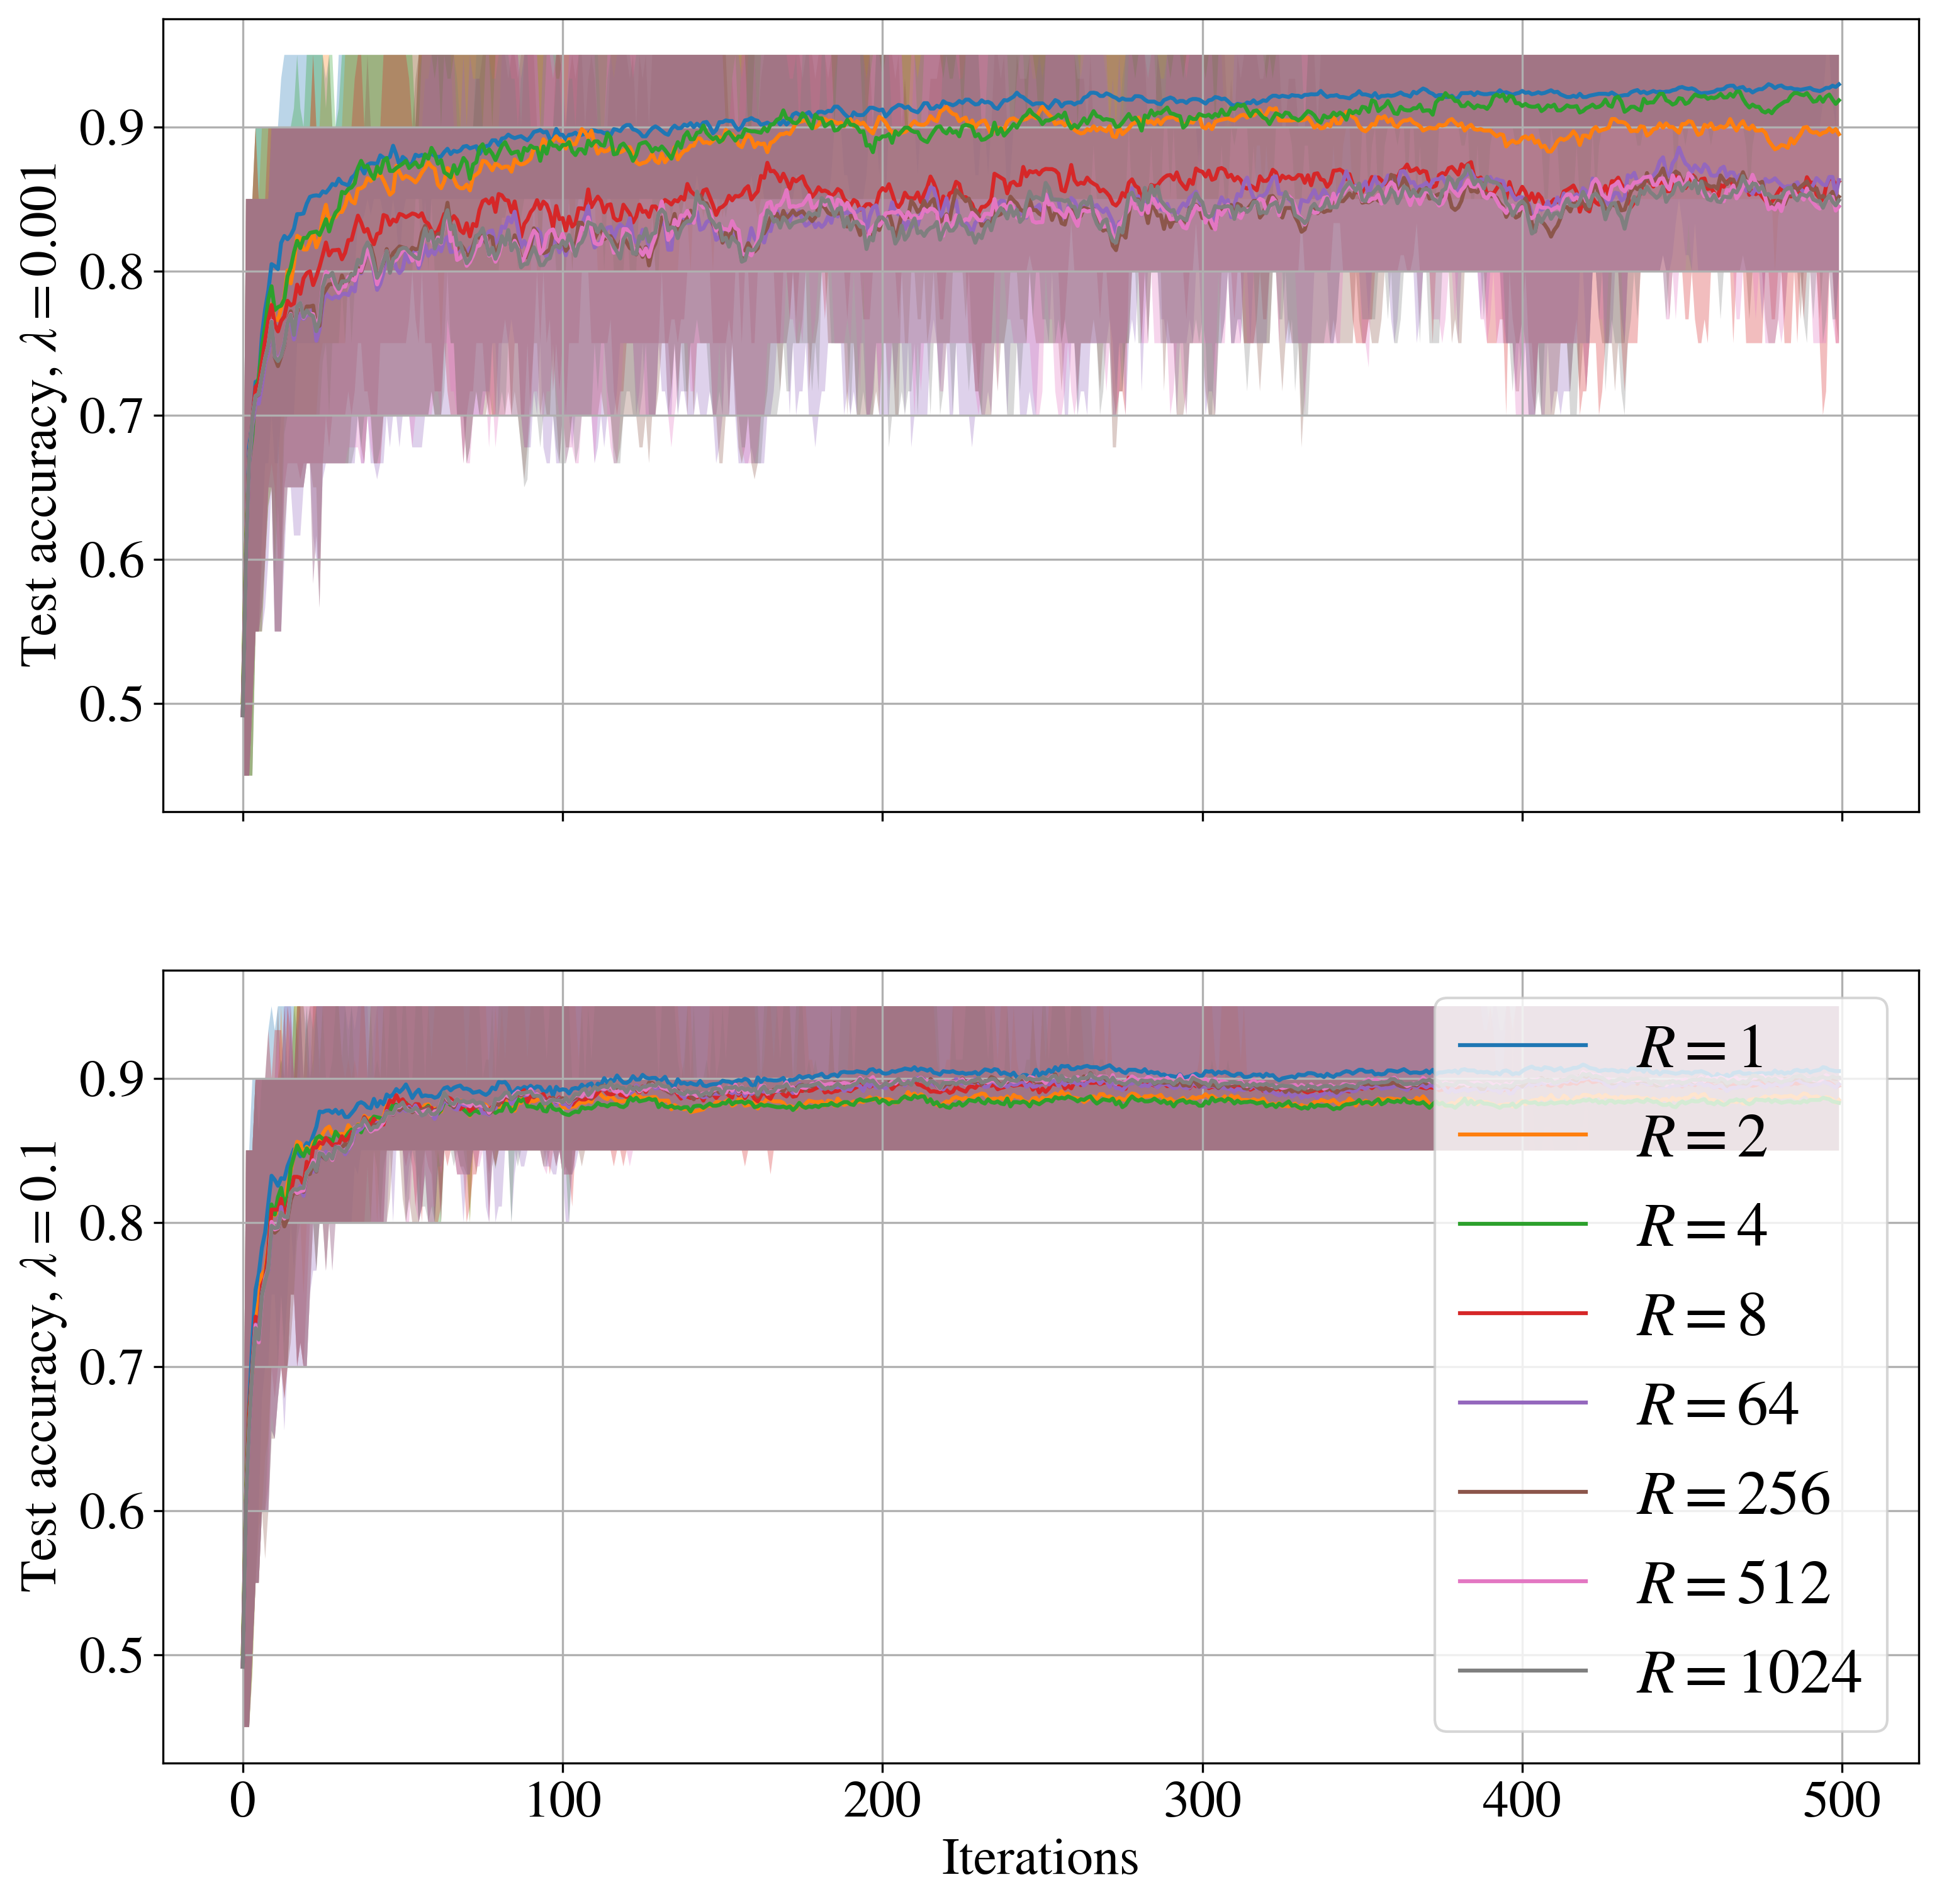 Test accuracy, λ = 0.001
0.9
0.8
0.7
0.6
0.5
Test accuracy, λ = 0.1
0.9
0.8
0.7
0.6
0.5
R = 1
R = 2
R = 4
R = 8
R = 64
R = 256
R = 512
R = 1024
0 100 200 300 400 500
Iterations